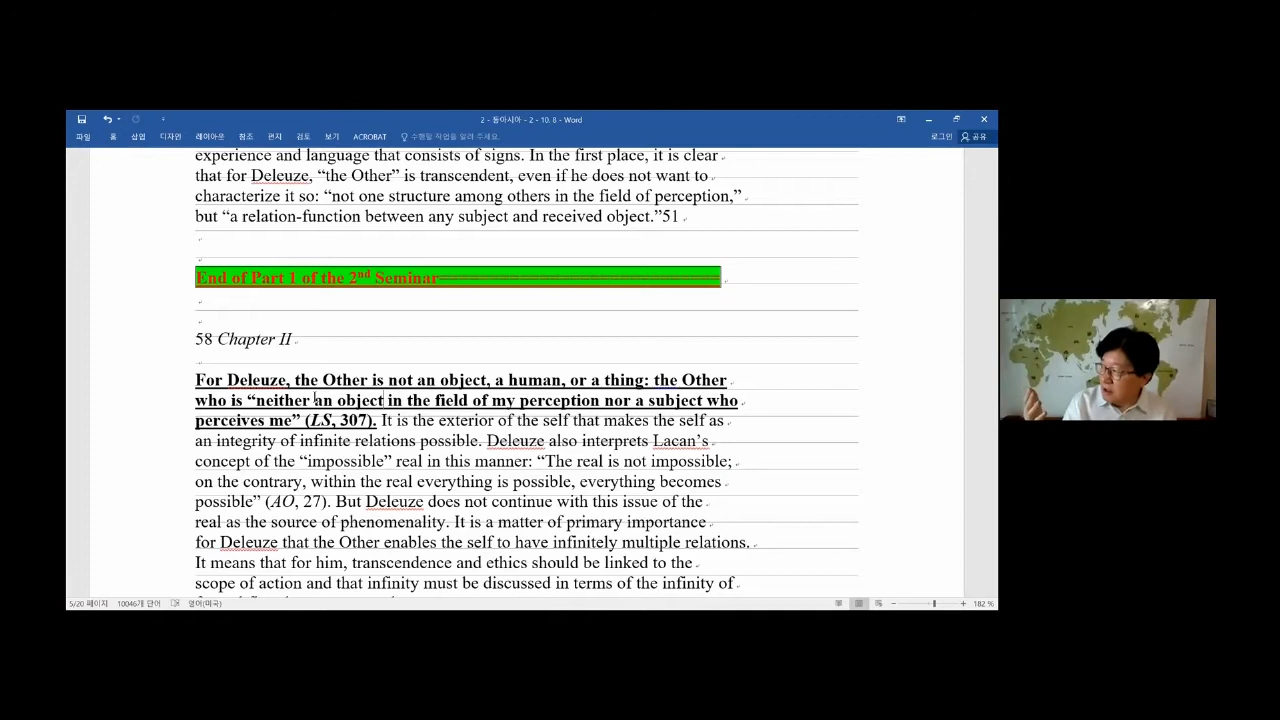 2 - 동아시아 - 2 - 10. 8 - Word
파일 홈 삽입 디자인 레이아웃 참조 편지 검토 보기 ACROBAT 수행할 작업을 알려 주세요. 로그인 공유
experience and language that consists of signs. In the first place, it is clear
that for Deleuze, “the Other” is transcendent, even if he does not want to
characterize it so: “not one structure among others in the field of perception,”
but “a relation-function between any subject and received object.”51
End of Part 1 of the 2nd Seminar
58 Chapter II
For Deleuze, the Other is not an object, a human, or a thing: the Other
who is “neither an object in the field of my perception nor a subject who
perceives me” (LS, 307). It is the exterior of the self that makes the self as
an integrity of infinite relations possible. Deleuze also interprets Lacan’s
concept of the “impossible” real in this manner: “The real is not impossible;
on the contrary, within the real everything is possible, everything becomes
possible” (AO, 27). But Deleuze does not continue with this issue of the
real as the source of phenomenality. It is a matter of primary importance
for Deleuze that the Other enables the self to have infinitely multiple relations.
It means that for him, transcendence and ethics should be linked to the
scope of action and that infinity must be discussed in terms of the infinity of
5/20 페이지 10046개 단어 영어(미국) 182 %